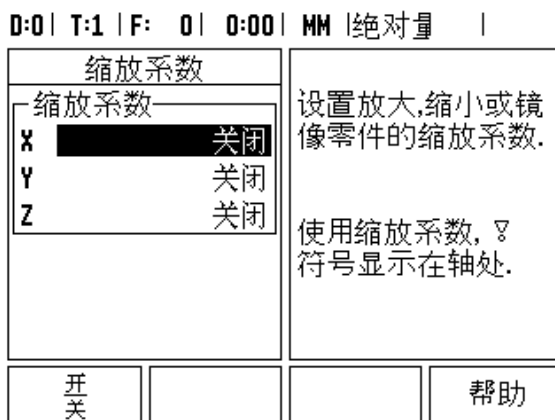 D:0 | T:1 | F: 0 | 0:00 | MM |绝对量 |
缩放系数
缩放系数
X 关闭
Y 关闭
Z 关闭
设置放大,缩小或镜
像零件的缩放系数.
使用缩放系数,
符号显示在轴处.
开
关
帮助